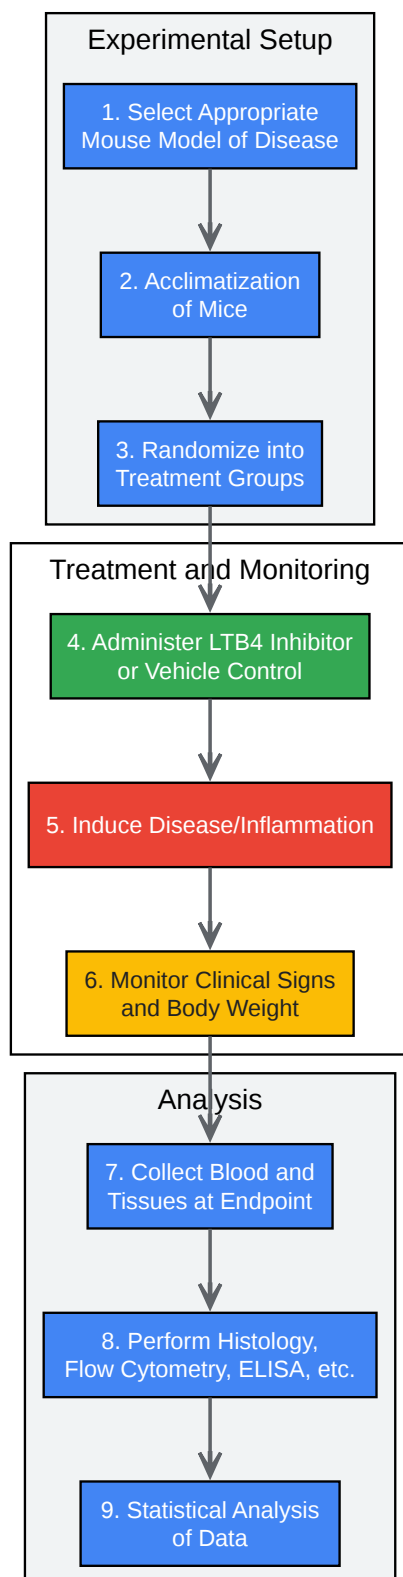 Experimental Setup
1. Select Appropriate
Mouse Model of Disease
2. Acclimatization
of Mice
3. Randomize into
Treatment Groups
Treatment and Monitoring
4. Administer LTB4 Inhibitor
or Vehicle Control
5. Induce Disease/Inflammation
6. Monitor Clinical Signs
and Body Weight
Analysis
7. Collect Blood and
Tissues at Endpoint
8. Perform Histology,
Flow Cytometry, ELISA, etc.
9. Statistical Analysis
of Data